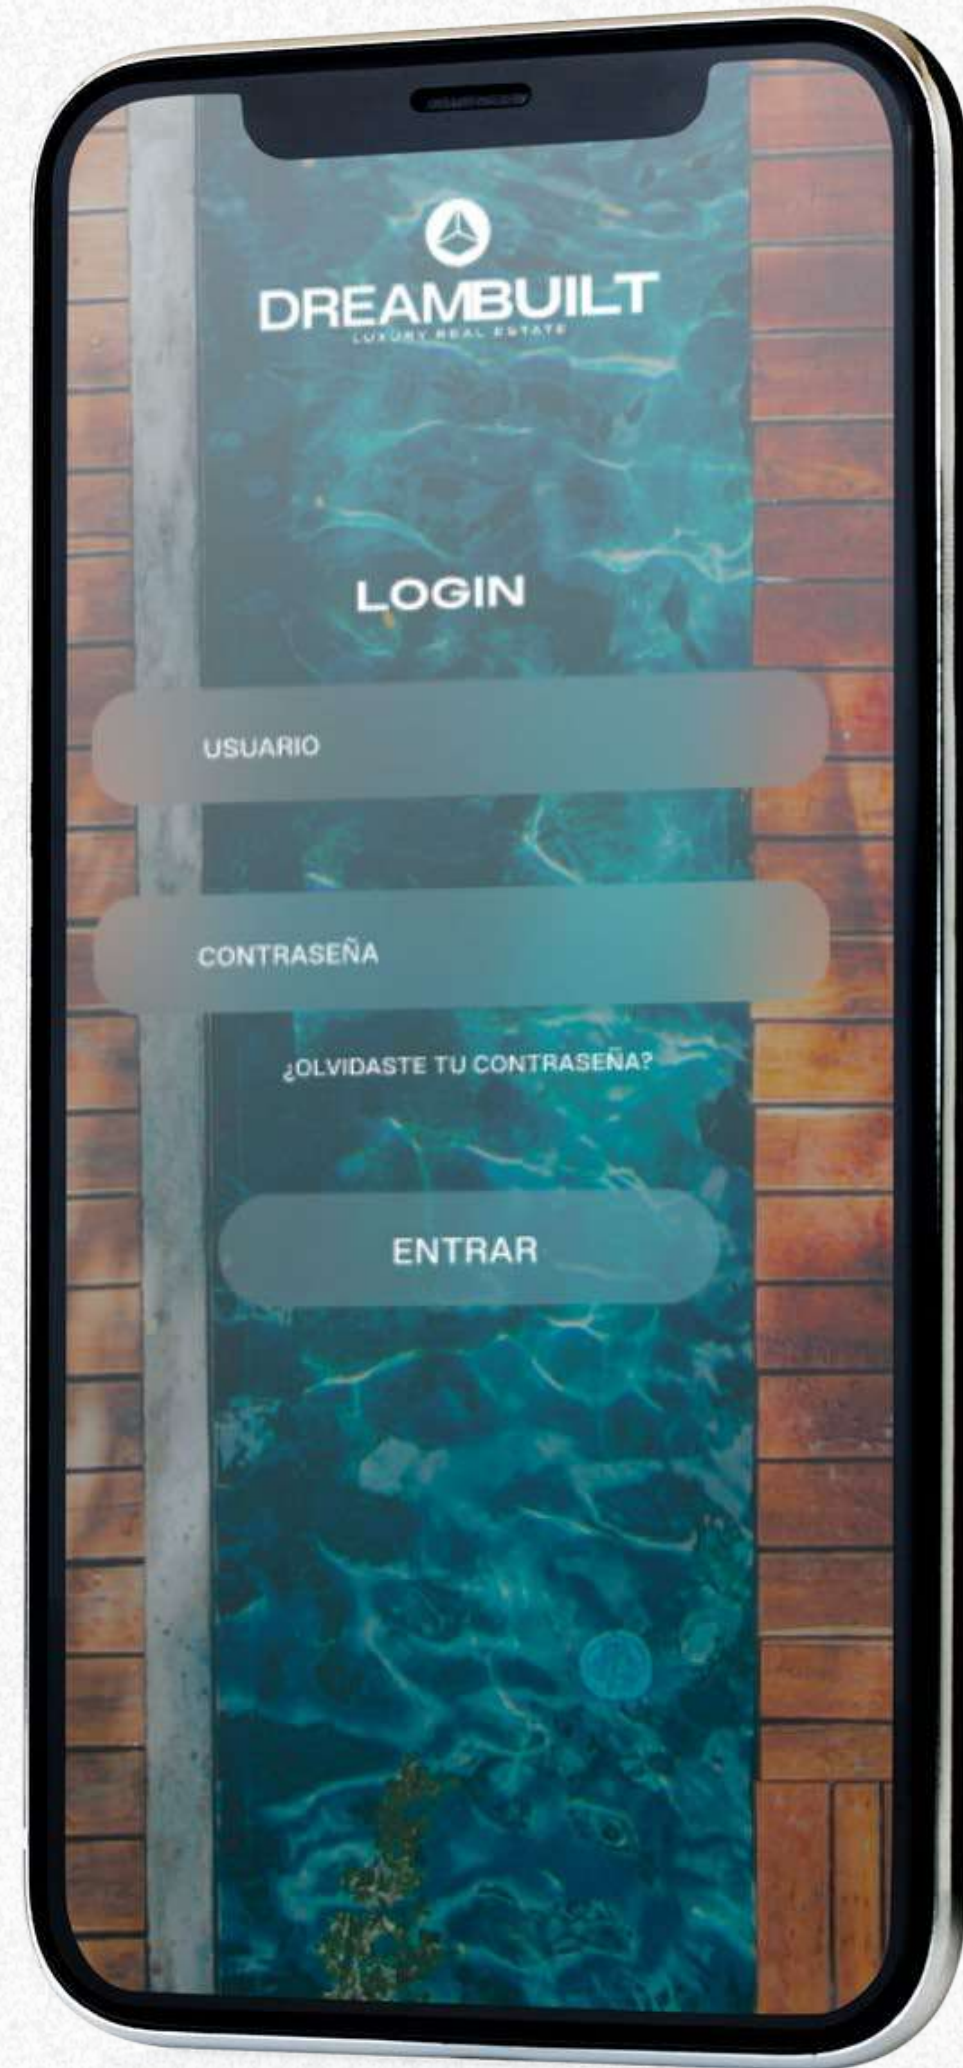 DREAMBUILT
LUXURY REAL ESTATE
LOGIN
USUARIO
CONTRASEÑA
¿OLVIDASTE TU CONTRASEÑA?
ENTRAR